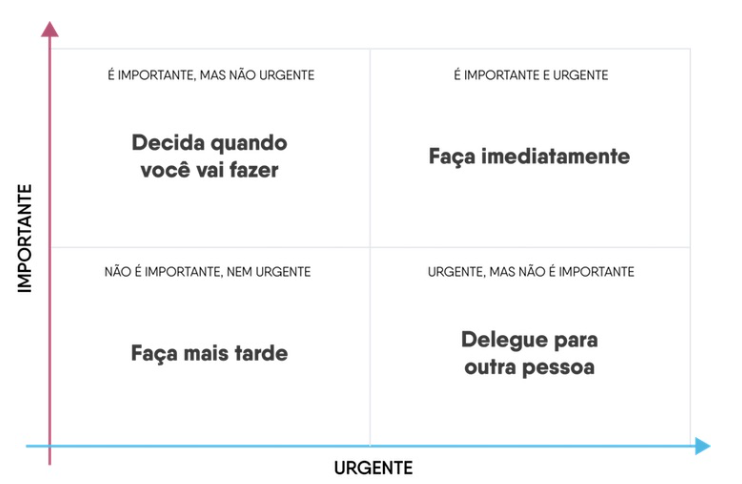 É IMPORTANTE, MAS NÃO URGENTE
Decida quando
você vai fazer
É IMPORTANTE E URGENTE
Faça imediatamente
IMPORTANTE
NÃO É IMPORTANTE, NEM URGENTE
Faça mais tarde
URGENTE, MAS NÃO É IMPORTANTE
Delegue para
outra pessoa
URGENTE